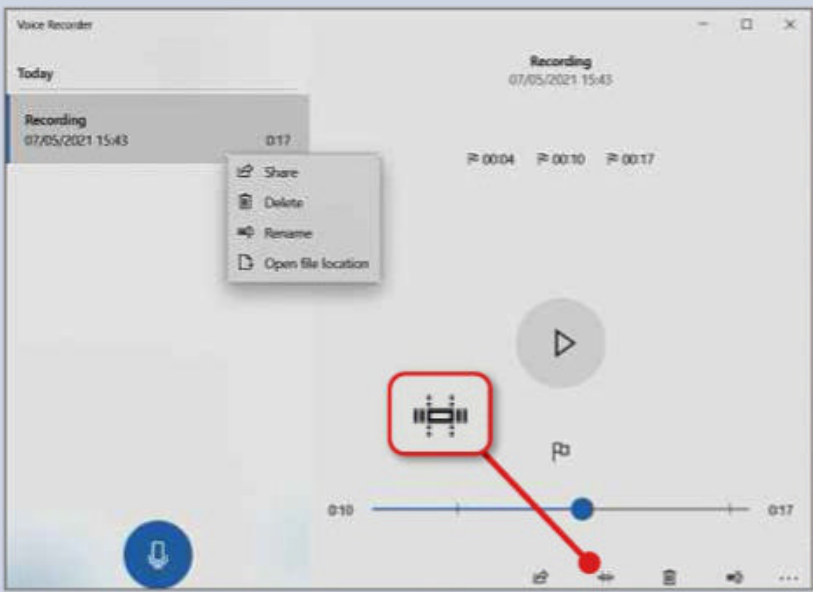 Voice Recorder
Today
Recording
07/05/2021 15:43
0:17
Share
Delete
Rename
Open file location
Recording
07/05/2021 15:43
00:04
00:10
00:17
0:10
0:17